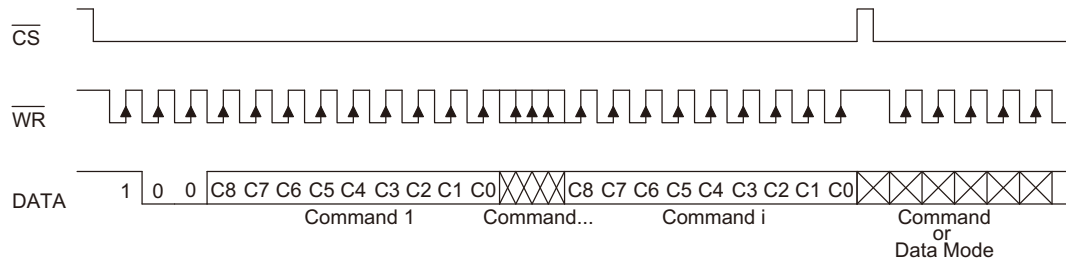 CS
WR
DATA 1 0 0 C8 C7 C6 C5 C4 C3 C2 C1 C0 C8 C7 C6 C5 C4 C3 C2 C1 C0
Command 1 Command... Command i Command
or
Data Mode